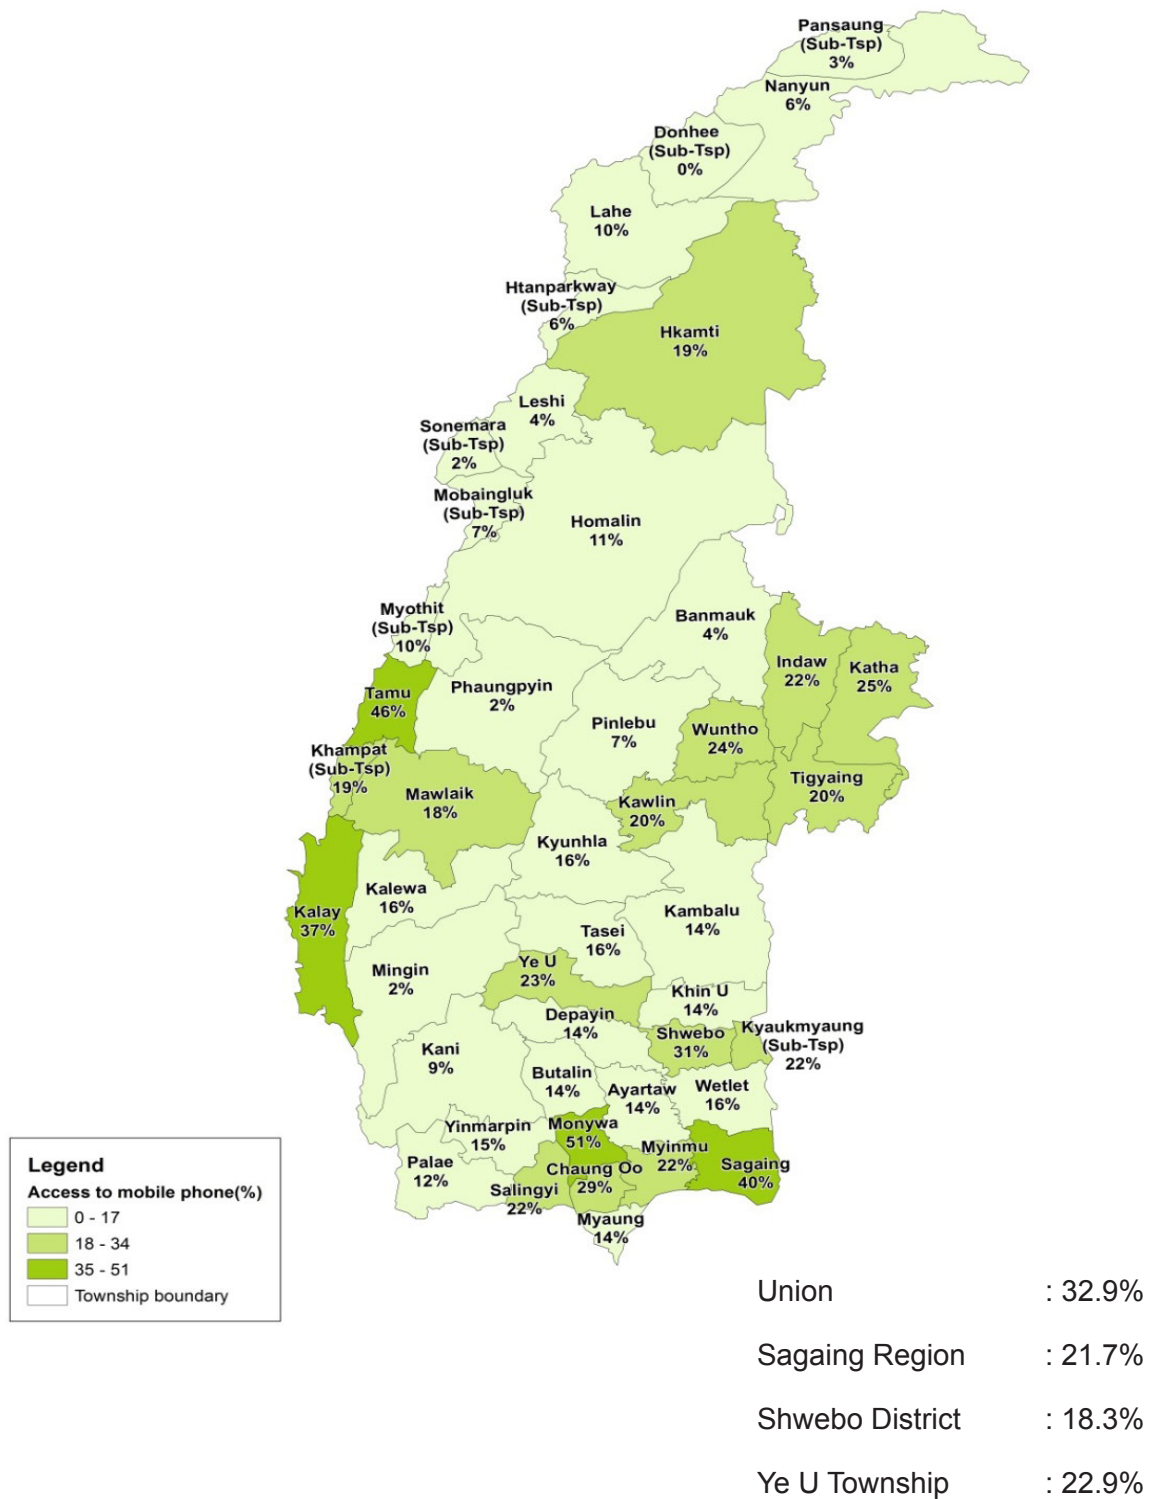 Pansaung
(Sub-Tsp)
3%
Nanyun
6%
Donhee
(Sub-Tsp)
0%
Lahe
10%
Htanparkway
(Sub-Tsp)
6%
Hkamti
19%
Leshi
4%
Sonemara
(Sub-Tsp)
2%
Mobaingluk
(Sub-Tsp)
7%
Homalin
11%
Myothit
(Sub-Tsp)
10%
Banmauk
4%
Indaw
22%
Katha
25%
Tamu
46%
Phaungpyin
2%
Pinlebu
7%
Wuntho
24%
Khampat
(Sub-Tsp)
19%
Mawlaik
18%
Kawlin
20%
Tigyaing
20%
Kyunhla
16%
Kalewa
16%
Kalay
37%
Kambalu
14%
Tasei
16%
Mingin
2%
Ye U
23%
Khin U
14%
Depayin
14%
Shwebo
31%
Kyaukmyaung
(Sub-Tsp)
22%
Kani
9%
Butalin
14%
Ayartaw
14%
Wetlet
16%
Yinmarpin
15%
Monywa
51%
Myinmu
22%
Sagaing
40%
Palae
12%
Chaung Oo
29%
Salingyi
22%
Myaung
14%
Legend
Access to mobile phone(%)
0 - 17
18 - 34
35 - 51
Township boundary
Union : 32.9%
Sagaing Region : 21.7%
Shwebo District : 18.3%
Ye U Township : 22.9%